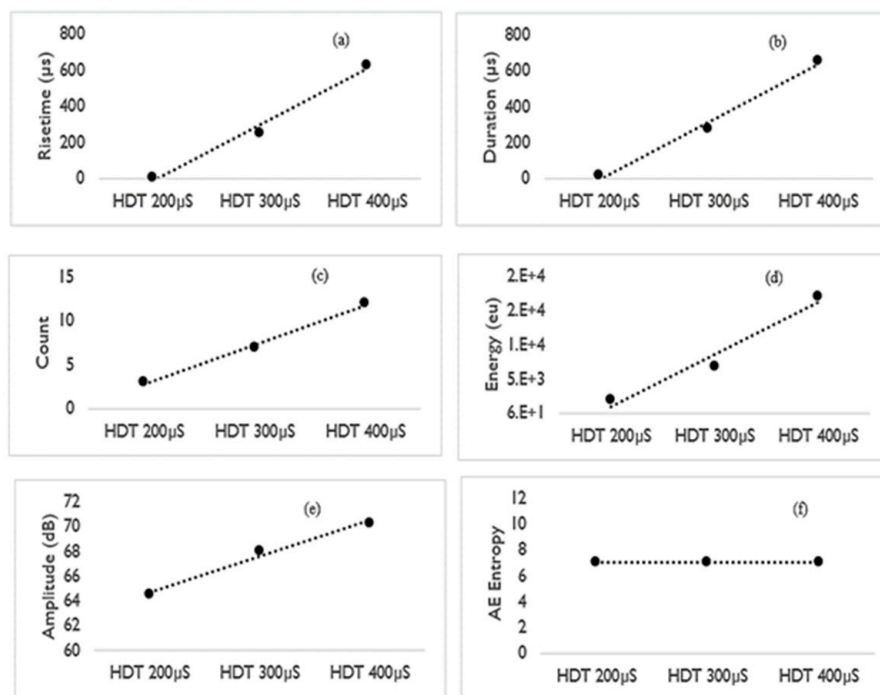 (a)
Risetime (µs)
800
600
400
200
0
HDT 200µS HDT 300µS HDT 400µS
(b)
Duration (µs)
800
600
400
200
0
HDT 200µS HDT 300µS HDT 400µS
(c)
Count
15
10
5
0
HDT 200µS HDT 300µS HDT 400µS
(d)
Energy (eu)
2.E+4
2.E+4
1.E+4
5.E+3
6.E+1
HDT 200µS HDT 300µS HDT 400µS
(e)
Amplitude (dB)
72
70
68
66
64
62
60
HDT 200µS HDT 300µS HDT 400µS
(f)
AE Entropy
12
10
8
6
4
2
0
HDT 200µS HDT 300µS HDT 400µS